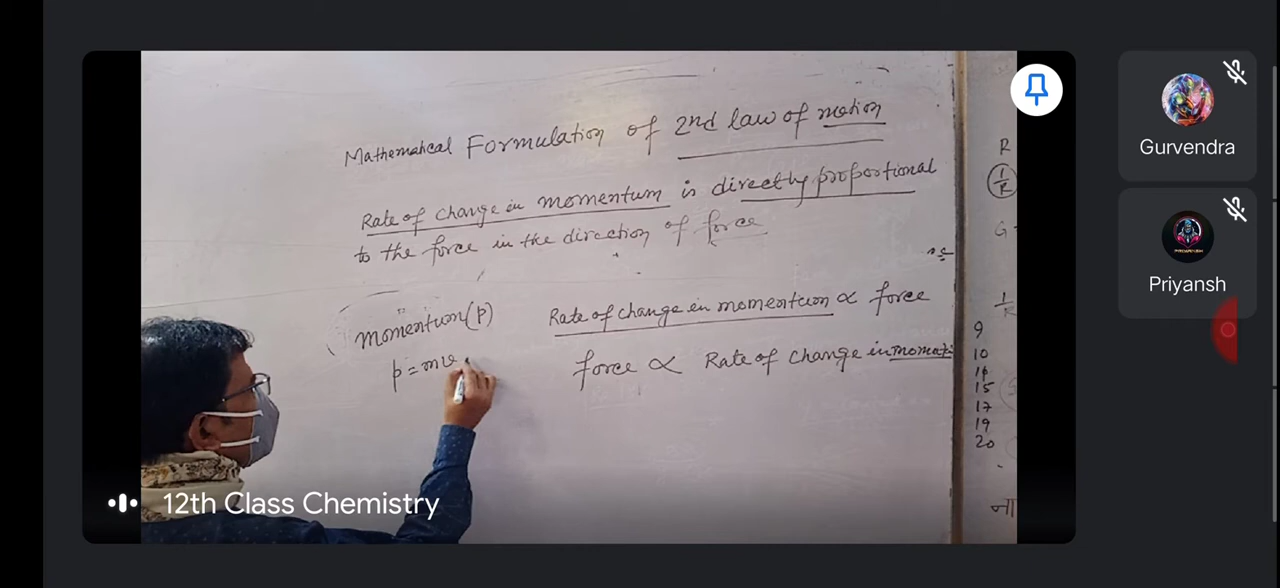 Mathematical Formulation of 2nd law of motion
Rate of change in momentum is directly proportional
to the force in the direction of force
Momentum (p)
p = mv
Rate of change in momentum ∝ force
force ∝ Rate of change in
R
1/R
G
1/R
9
10
15
17
19
20
ना
12th Class Chemistry
Gurvendra
Priyansh